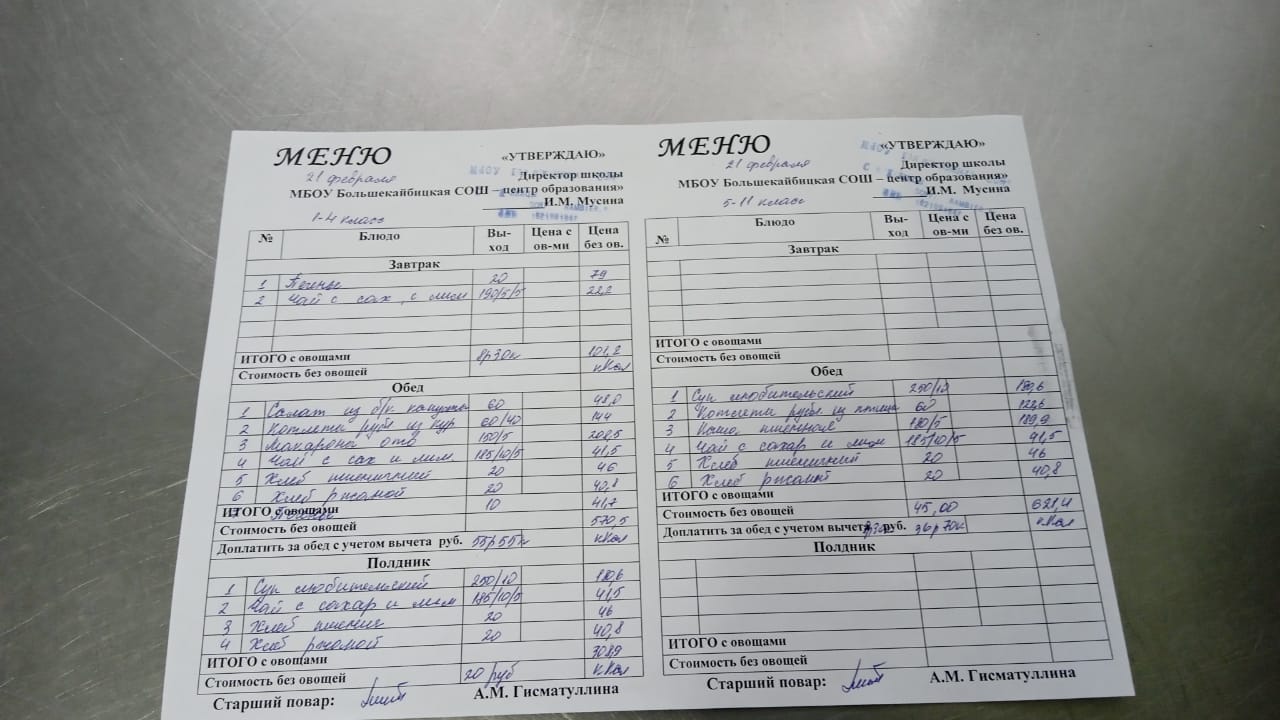 МЕНЮ
21 февраля
«УТВЕРЖДАЮ»
Директор школы
МБОУ Большекайбицкая СОШ – центр образования»
И.М. Мусина
1-4 класс
№ Блюдо Вы-ход Цена с ов-ми Цена без ов.
Завтрак
1 Печенье 20 79
2 Чай с сах, с лим 190/5/5 22,2
ИТОГО с овощами 8р30к 101,2
Стоимость без овощей кКал
Обед
1 Салат из б/к капусты 60 48,0
2 Котлета руб из кур 60/40 144
3 Макароны отв 150/5 208,5
4 Чай с сах и лим. 185/10/5 41,5
5 Хлеб пшеничний 20 46
6 Хлеб ржаной 20 40,8
7 10 41,7
ИТОГО с овощами
Стоимость без овощей 570,5
Доплатить за обед с учетом вычета руб. 55р55к кКал
Полдник
1 Суп любительский 250/10 180,6
2 Чай с сахар и лим 185/10/5 41,5
3 Хлеб пшенич 20 46
4 Хлеб ржаной 20 40,8
ИТОГО с овощами 308,9
Стоимость без овощей 20 руб кКал
Старший повар: А.М. Гисматуллина
МЕНЮ
21 февраля
«УТВЕРЖДАЮ»
Директор школы
МБОУ Большекайбицкая СОШ – центр образования»
И.М. Мусина
5-11 класс
№ Блюдо Вы-ход Цена с ов-ми Цена без ов.
Завтрак
ИТОГО с овощами
Стоимость без овощей
Обед
1 Суп любительский 250/10 180,6
2 Котлета руб из птица 60 122,6
3 Каша пшенная 180/5 189,9
4 Чай с сахар и лим 185/10/5 41,5
5 Хлеб пшеничний 20 46
6 Хлеб ржаной 20 40,8
ИТОГО с овощами
Стоимость без овощей 45,00 621,4
Доплатить за обед с учетом вычета руб. 36р70к кКал
Полдник
ИТОГО с овощами
Стоимость без овощей
Старший повар: А.М. Гисматуллина